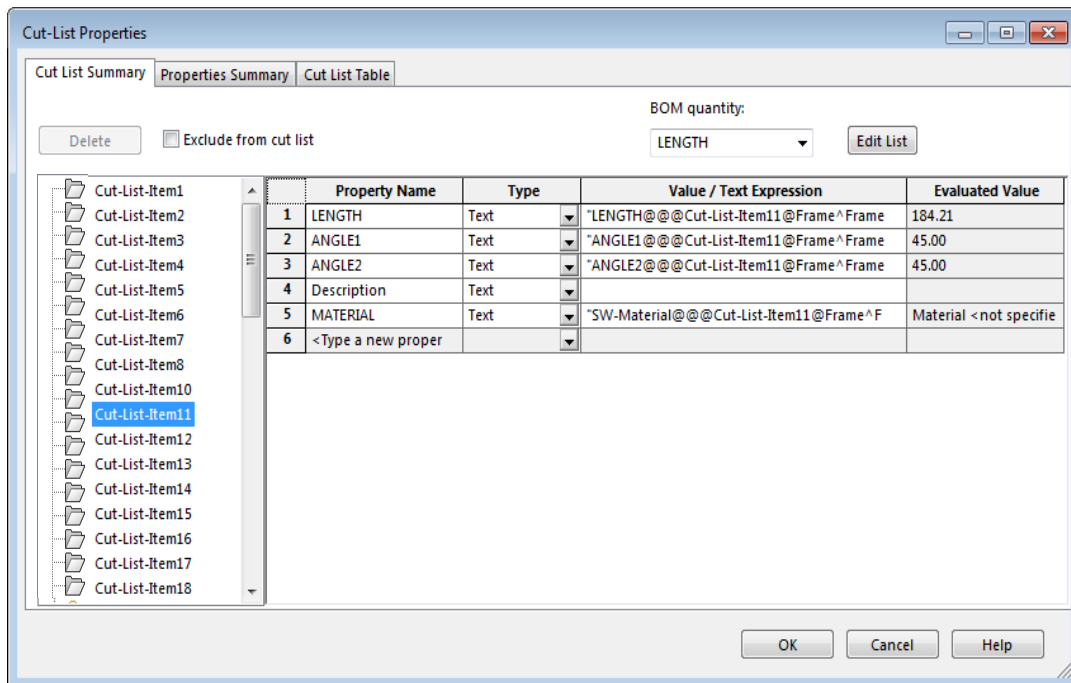 Cut-List Properties
Cut List Summary Properties Summary Cut List Table
BOM quantity:
Delete Exclude from cut list LENGTH Edit List
Cut-List-Item1
Cut-List-Item2
Cut-List-Item3
Cut-List-Item4
Cut-List-Item5
Cut-List-Item6
Cut-List-Item7
Cut-List-Item8
Cut-List-Item10
Cut-List-Item11
Cut-List-Item12
Cut-List-Item13
Cut-List-Item14
Cut-List-Item15
Cut-List-Item16
Cut-List-Item17
Cut-List-Item18
Property Name Type Value / Text Expression Evaluated Value
1 LENGTH Text "LENGTH@@@Cut-List-Item11@Frame^Frame 184.21
2 ANGLE1 Text "ANGLE1@@@Cut-List-Item11@Frame^Frame 45.00
3 ANGLE2 Text "ANGLE2@@@Cut-List-Item11@Frame^Frame 45.00
4 Description Text
5 MATERIAL Text "SW-Material@@@Cut-List-Item11@Frame^F Material <not specifie
6 <Type a new proper
OK Cancel Help